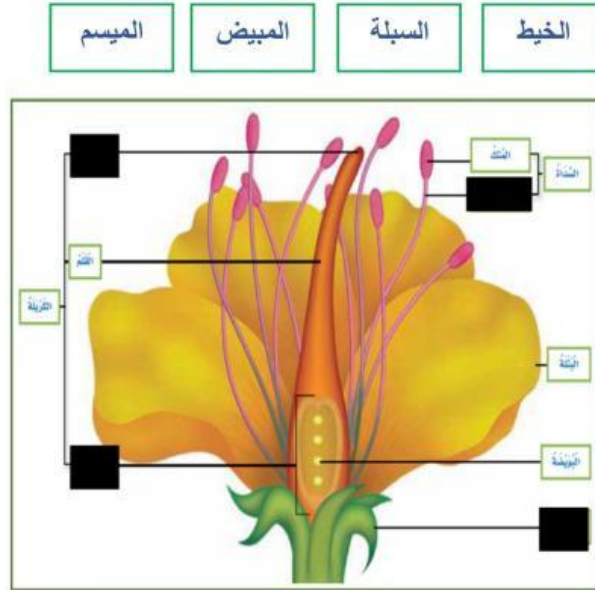 الخيط السبلة المبيض الميسم
المتك
السداة
القلم
الكربلة
البتلة
البويضة